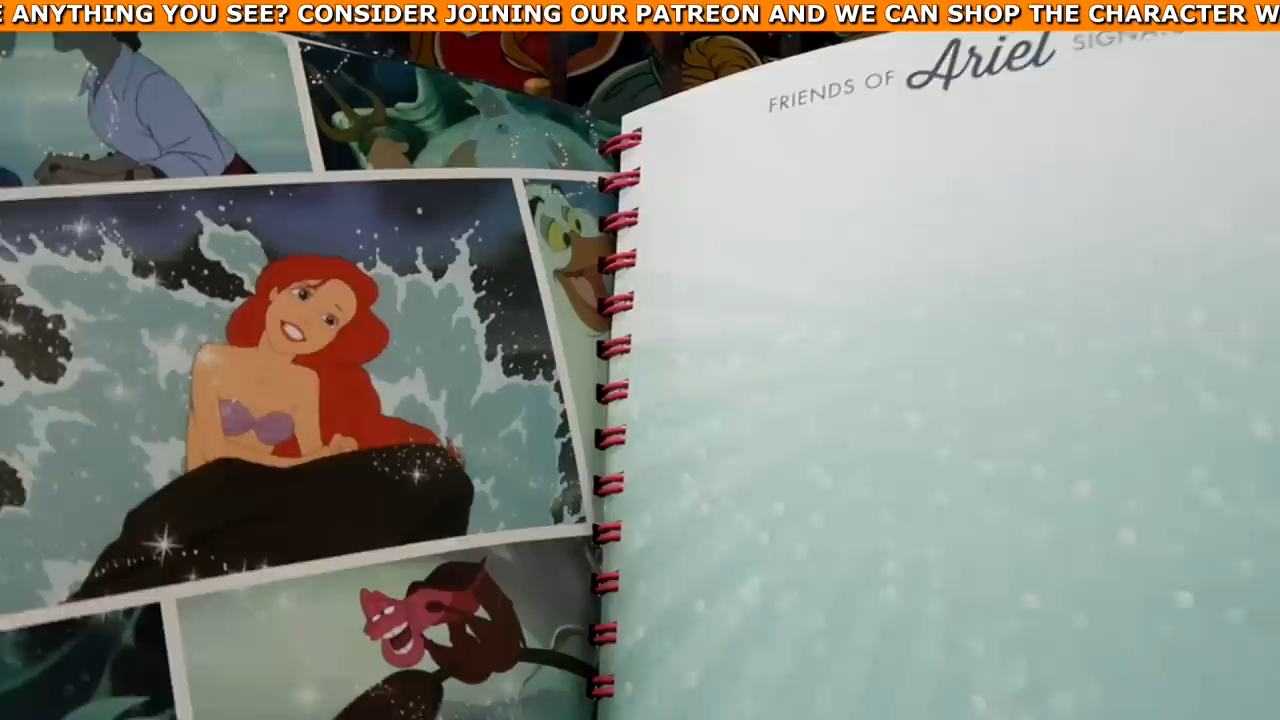 ANYTHING YOU SEE? CONSIDER JOINING OUR PATREON AND WE CAN SHOP THE CHARACTER
FRIENDS OF Ariel